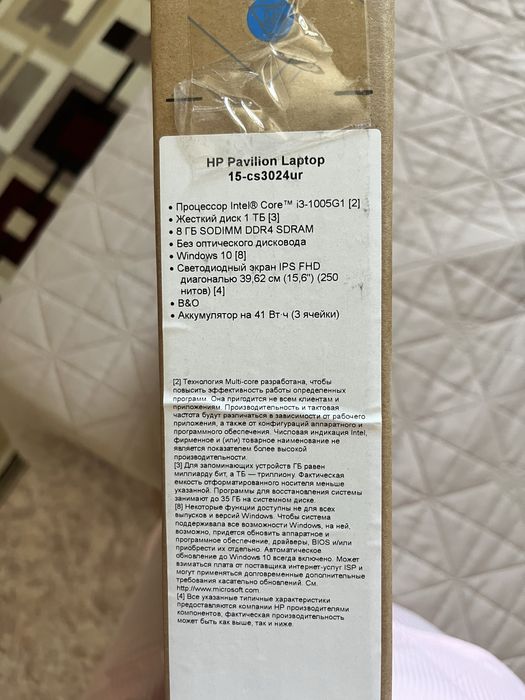 HP Pavilion Laptop
15-cs3024ur
• Процессор Intel® Core™ i3-1005G1 [2]
• Жесткий диск 1 ТБ [3]
• 8 ГБ SODIMM DDR4 SDRAM
• Без оптического дисковода
• Windows 10 [8]
• Светодиодный экран IPS FHD
диагональю 39,62 см (15,6") (250
нитов) [4]
• B&O
• Аккумулятор на 41 Вт·ч (3 ячейки)
[2] Технология Multi-core разработана, чтобы
повысить эффективность работы определенных
программ. Она пригодится не всем клиентам и
приложениям. Производительность и тактовая
частота будут различаться в зависимости от рабочего
приложения, а также от конфигураций аппаратного и
программного обеспечения. Числовая индикация Intel,
фирменное и (или) товарное наименование не
является показателем более высокой
производительности.
[3] Для запоминающих устройств ГБ равен
миллиарду бит, а ТБ — триллиону. Фактическая
емкость отформатированного носителя меньше
указанной. Программы для восстановления системы
занимают до 35 ГБ на системном диске.
[8] Некоторые функции доступны не для всех
выпусков и версий Windows. Чтобы система
поддерживала все возможности Windows, на ней,
возможно, придется обновить аппаратное и
программное обеспечение, драйверы, BIOS и/или
приобрести их отдельно. Автоматическое
обновление до Windows 10 всегда включено. Может
взиматься плата от поставщика интернет-услуг ISP и
могут применяться долговременные дополнительные
требования касательно обновлений. См.
http://www.microsoft.com.
[4] Все указанные типичные характеристики
предоставляются компании HP производителями
компонентов, фактическая производительность
может быть как выше, так и ниже.